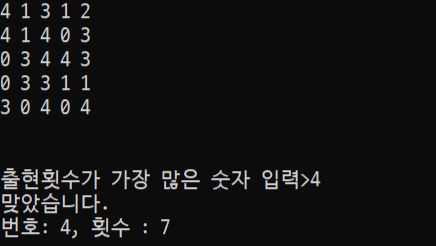 4 1 3 1 2
4 1 4 0 3
0 3 4 4 3
0 3 3 1 1
3 0 4 0 4
출현횟수가 가장 많은 숫자 입력>4
맞았습니다.
번호: 4, 횟수 : 7